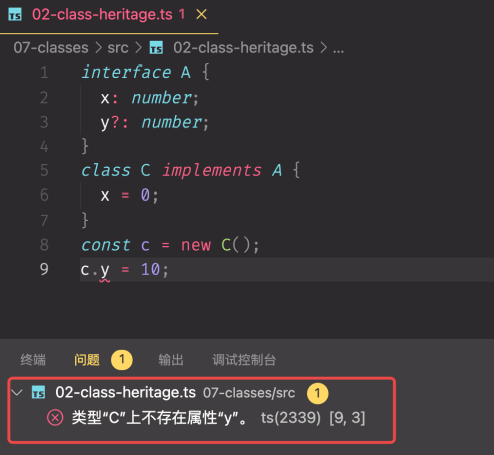 TS 02-class-heritage.ts 1 ×
07-classes > src > TS 02-class-heritage.ts > ...
1 interface A {
2 x: number;
3 y?: number;
4 }
5 class C implements A {
6 x = 0;
7 }
8 const c = new C();
9 c.y = 10;
终端 问题 1 输出 调试控制台
TS 02-class-heritage.ts 07-classes/src 1
类型“C”上不存在属性“y”。 ts(2339) [9, 3]